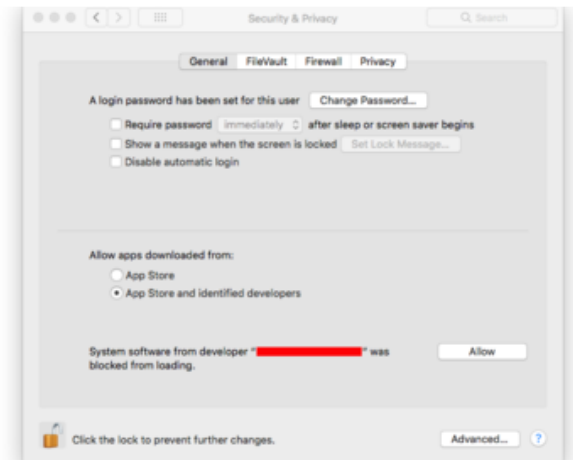 Security & Privacy
Search
General FileVault Firewall Privacy
A login password has been set for this user Change Password...
Require password immediately after sleep or screen saver begins
Show a message when the screen is locked Set Lock Message...
Disable automatic login
Allow apps downloaded from:
App Store
App Store and identified developers
System software from developer “ ” was Allow
blocked from loading.
Click the lock to prevent further changes. Advanced... ?